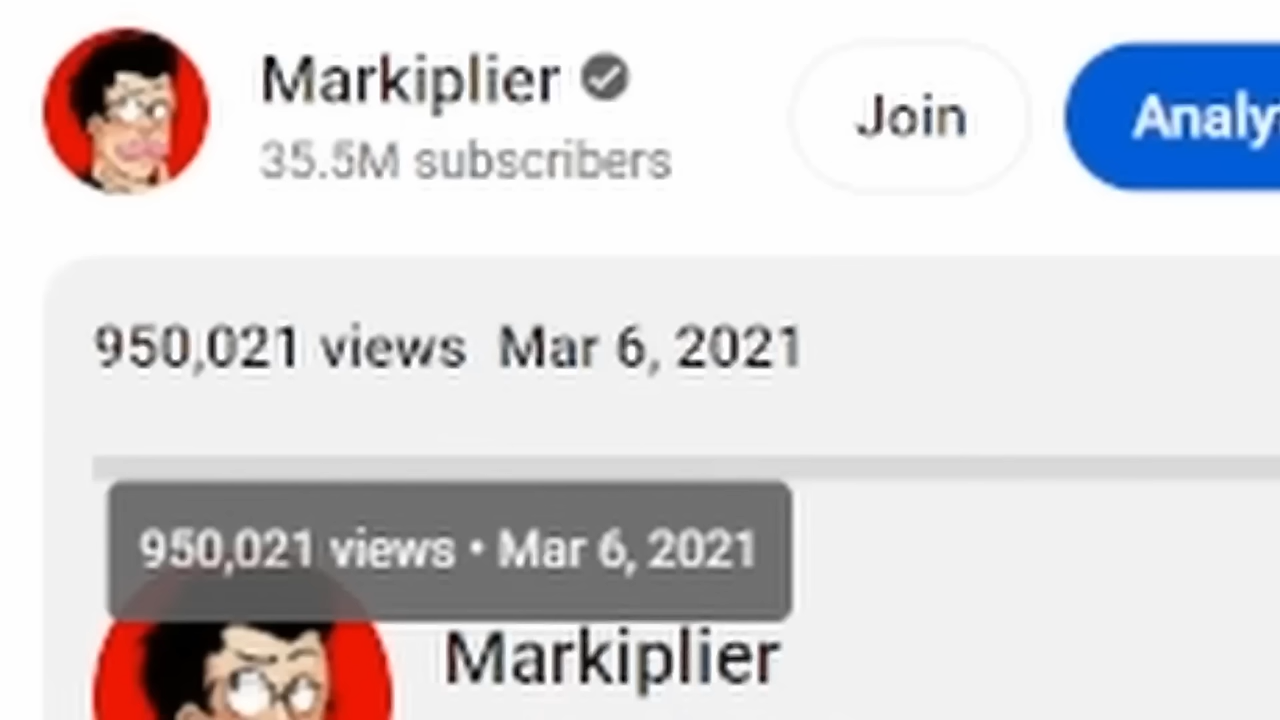 Markiplier
35.5M subscribers
Join
Analy
950,021 views Mar 6, 2021
950,021 views • Mar 6, 2021
Markiplier